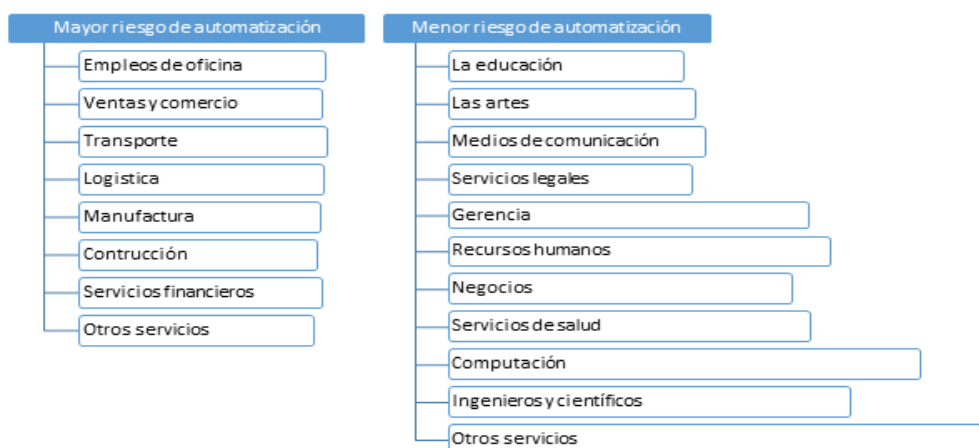 Mayor riesgo de automatización
Empleos de oficina
Ventas y comercio
Transporte
Logistica
Manufactura
Contrucción
Servicios financieros
Otros servicios
Menor riesgo de automatización
La educación
Las artes
Medios de comunicación
Servicios legales
Gerencia
Recursos humanos
Negocios
Servicios de salud
Computación
Ingenieros y científicos
Otros servicios